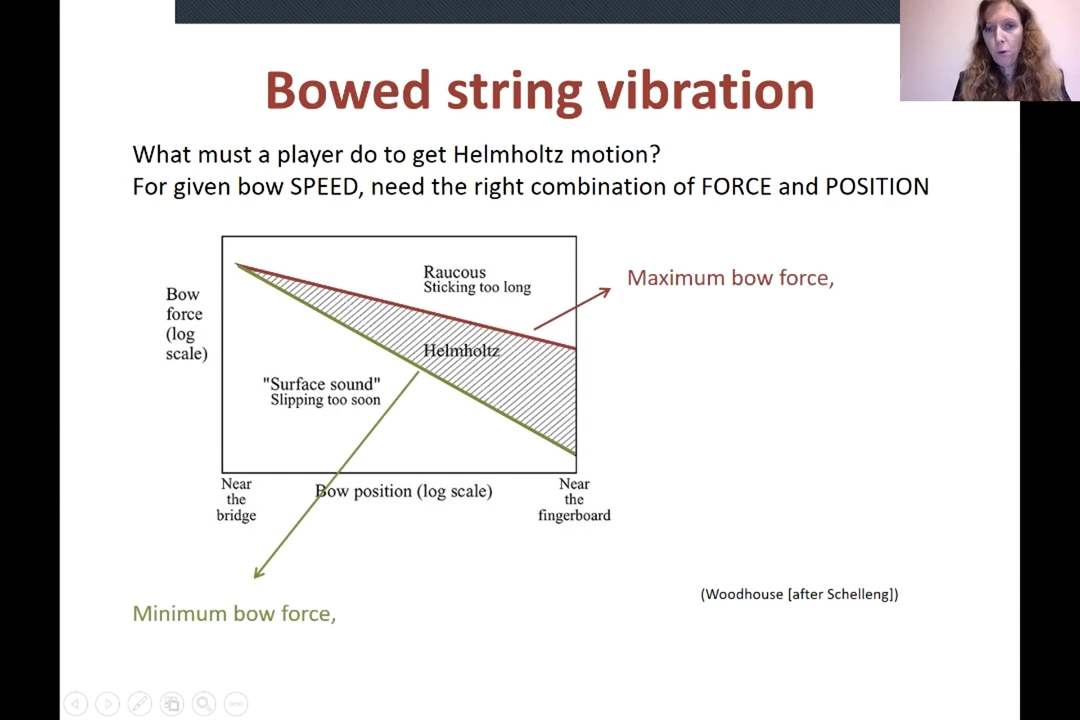 Bowed string vibration
What must a player do to get Helmholtz motion?
For given bow SPEED, need the right combination of FORCE and POSITION
Raucous
Sticking too long
Maximum bow force,
Bow
force
(log
scale)
Helmholtz
"Surface sound"
Slipping too soon
Near
the
bridge
Bow position (log scale)
Near
the
fingerboard
(Woodhouse [after Schelleng])
Minimum bow force,